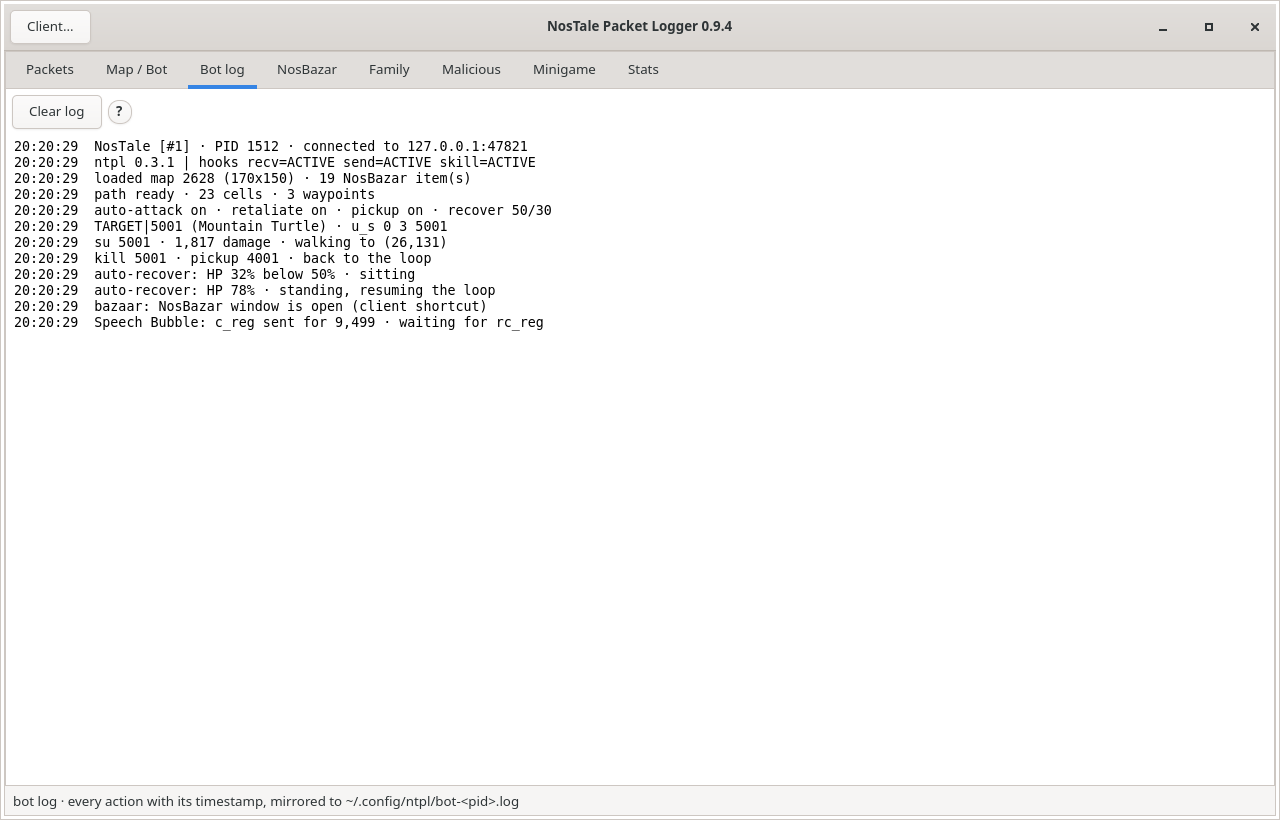 Client...
NosTale Packet Logger 0.9.4
Packets
Map / Bot
Bot log
NosBazar
Family
Malicious
Minigame
Stats
Clear log
?
20:20:29  NosTale [#1] · PID 1512 · connected to 127.0.0.1:47821
20:20:29  ntpl 0.3.1 | hooks recv=ACTIVE send=ACTIVE skill=ACTIVE
20:20:29  loaded map 2628 (170x150) · 19 NosBazar item(s)
20:20:29  path ready · 23 cells · 3 waypoints
20:20:29  auto-attack on · retaliate on · pickup on · recover 50/30
20:20:29  TARGET|5001 (Mountain Turtle) · u_s 0 3 5001
20:20:29  su 5001 · 1,817 damage · walking to (26,131)
20:20:29  kill 5001 · pickup 4001 · back to the loop
20:20:29  auto-recover: HP 32% below 50% · sitting
20:20:29  auto-recover: HP 78% · standing, resuming the loop
20:20:29  bazaar: NosBazar window is open (client shortcut)
20:20:29  Speech Bubble: c_reg sent for 9,499 · waiting for rc_reg
bot log · every action with its timestamp, mirrored to ~/.config/ntpl/bot-<pid>.log